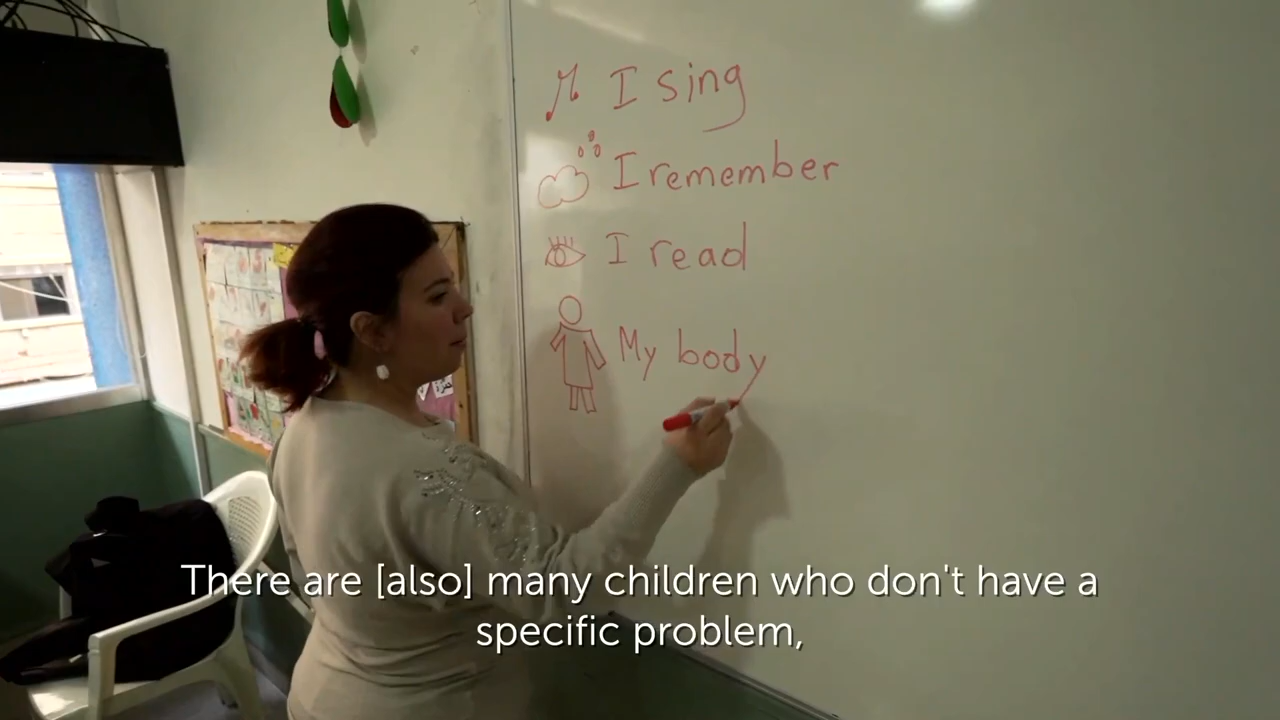 I sing
I remember
I read
My body
There are [also] many children who don't have a
specific problem,